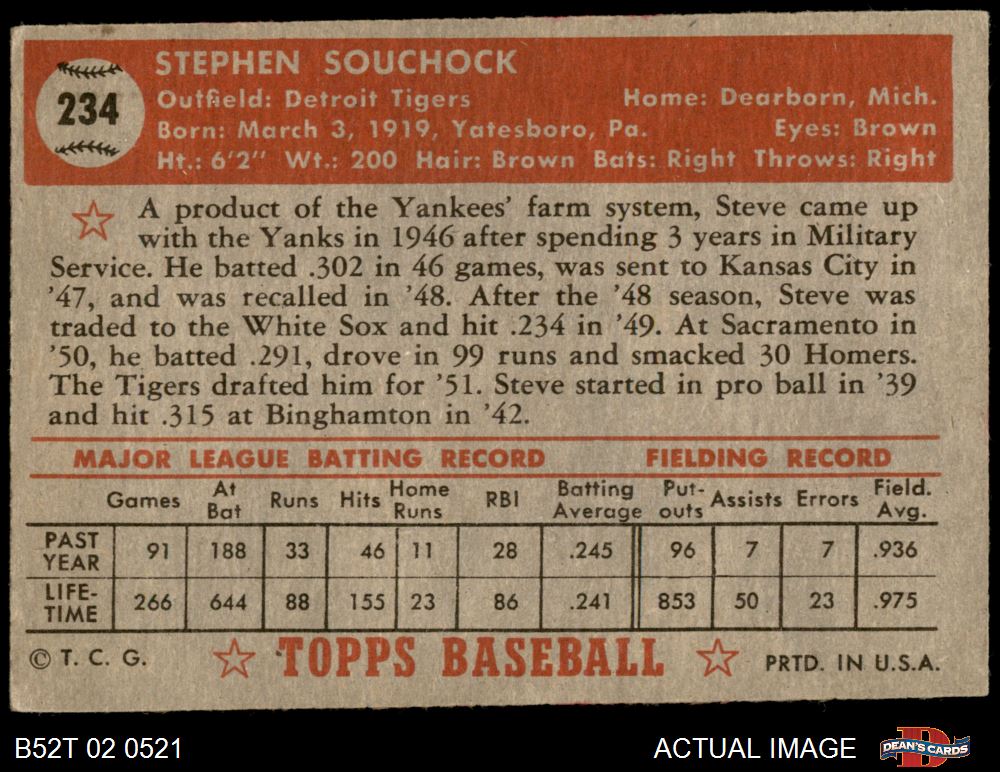 234
STEPHEN SOUCHOCK
Outfield: Detroit Tigers Home: Dearborn, Mich.
Born: March 3, 1919, Yatesboro, Pa. Eyes: Brown
Ht.: 6'2" Wt.: 200 Hair: Brown Bats: Right Throws: Right
A product of the Yankees' farm system, Steve came up
with the Yanks in 1946 after spending 3 years in Military
Service. He batted .302 in 46 games, was sent to Kansas City in
'47, and was recalled in '48. After the '48 season, Steve was
traded to the White Sox and hit .234 in '49. At Sacramento in
'50, he batted .291, drove in 99 runs and smacked 30 Homers.
The Tigers drafted him for '51. Steve started in pro ball in '39
and hit .315 at Binghamton in '42.
MAJOR LEAGUE BATTING RECORD FIELDING RECORD
Games At Bat Runs Hits Home Runs RBI Batting Average Put-outs Assists Errors Field. Avg.
PAST YEAR 91 188 33 46 11 28 .245 96 7 7 .936
LIFE-TIME 266 644 88 155 23 86 .241 853 50 23 .975
© T. C. G. TOPPS BASEBALL PRTD. IN U.S.A.
B52T 02 0521 ACTUAL IMAGE DEAN'S CARDS